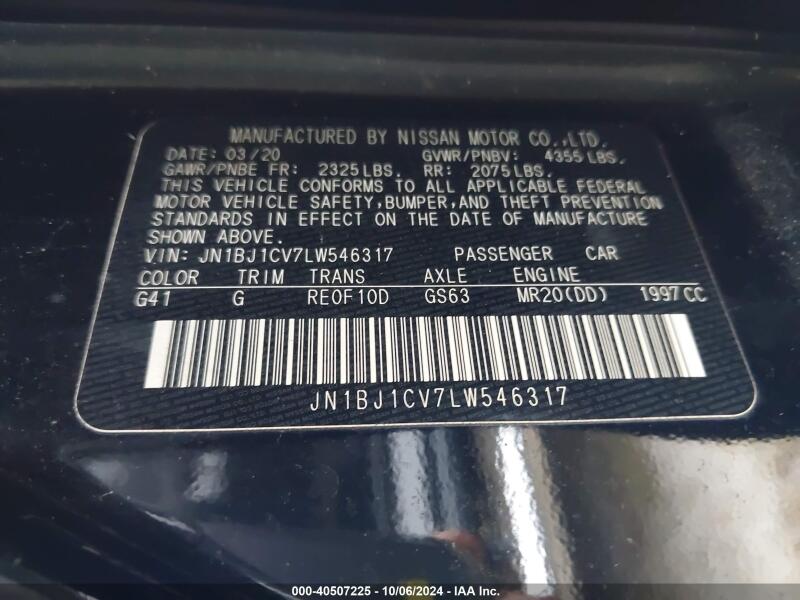 MANUFACTURED BY NISSAN MOTOR CO.,LTD.
DATE: 03/20 GVWR/PNBV: 4355 LBS.
GAWR/PNBE FR: 2325 LBS. RR: 2075 LBS.
THIS VEHICLE CONFORMS TO ALL APPLICABLE FEDERAL
MOTOR VEHICLE SAFETY,BUMPER,AND THEFT PREVENTION
STANDARDS IN EFFECT ON THE DATE OF MANUFACTURE
SHOWN ABOVE.
VIN: JN1BJ1CV7LW546317 PASSENGER CAR
COLOR TRIM TRANS AXLE ENGINE
G41 G RE0F10D GS63 MR20(DD) 1997CC
JN1BJ1CV7LW546317
000-40507225 - 10/06/2024 - IAA Inc.